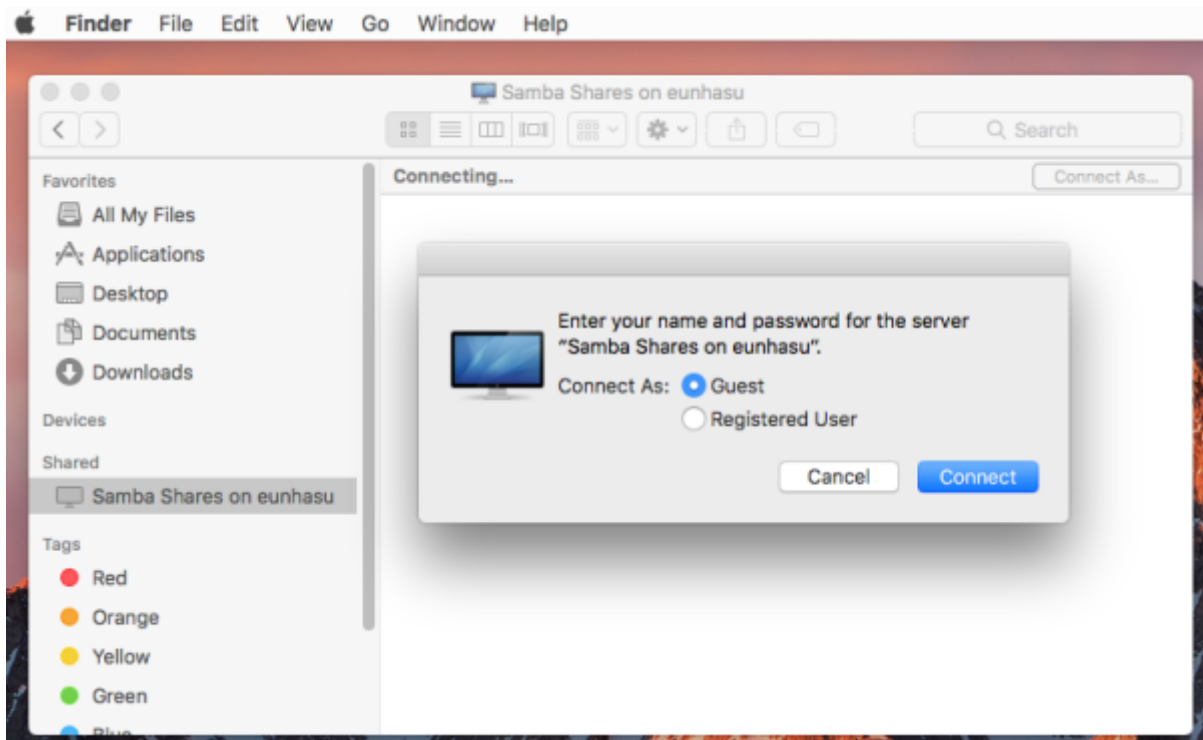 Finder File Edit View Go Window Help
Samba Shares on eunhasu
Search
Favorites
All My Files
Applications
Desktop
Documents
Downloads
Devices
Shared
Samba Shares on eunhasu
Tags
Red
Orange
Yellow
Green
Blue
Connecting...
Connect As...
Enter your name and password for the server
“Samba Shares on eunhasu”.
Connect As: Guest
Registered User
Cancel Connect